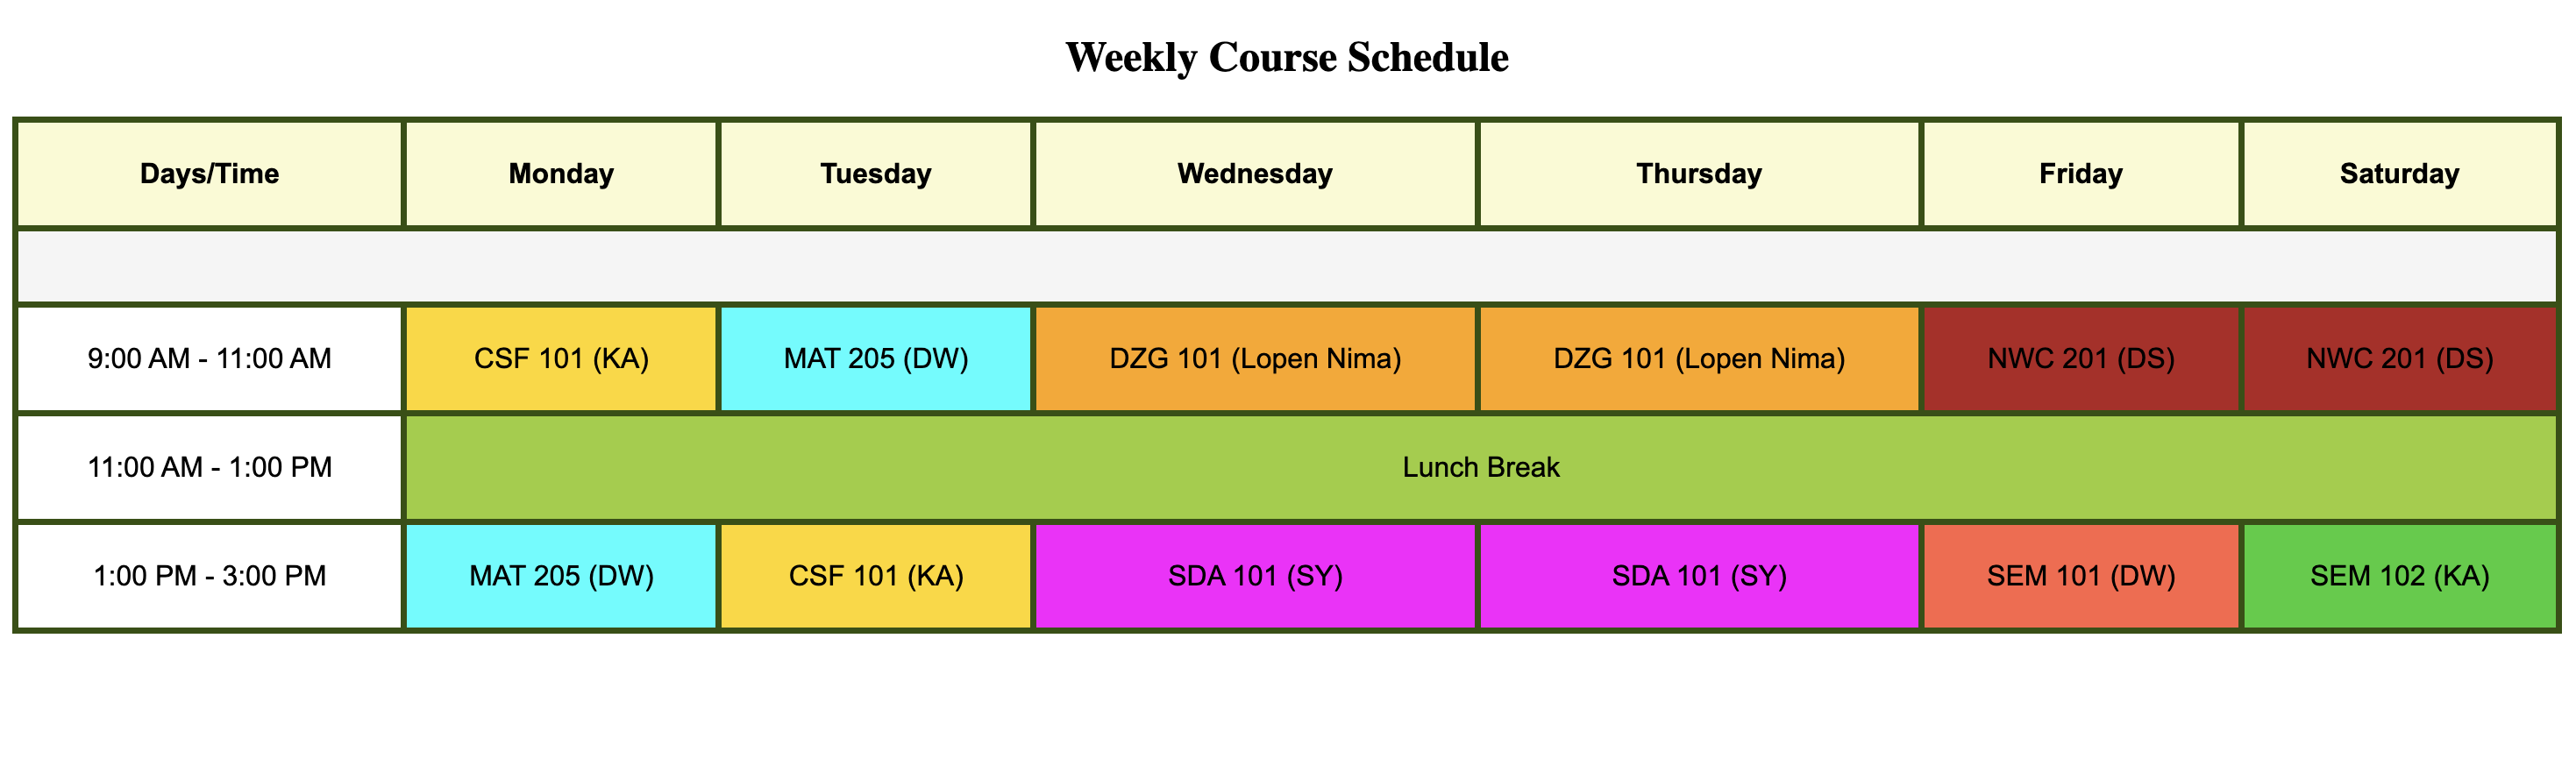 Weekly Course Schedule
Days/Time Monday Tuesday Wednesday Thursday Friday Saturday
9:00 AM - 11:00 AM CSF 101 (KA) MAT 205 (DW) DZG 101 (Lopen Nima) DZG 101 (Lopen Nima) NWC 201 (DS) NWC 201 (DS)
11:00 AM - 1:00 PM Lunch Break
1:00 PM - 3:00 PM MAT 205 (DW) CSF 101 (KA) SDA 101 (SY) SDA 101 (SY) SEM 101 (DW) SEM 102 (KA)